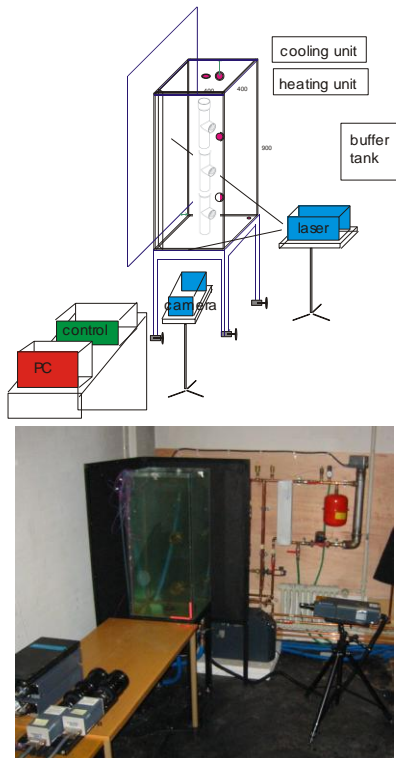 cooling unit
heating unit
400
400
900
buffer
tank
laser
camera
control
PC